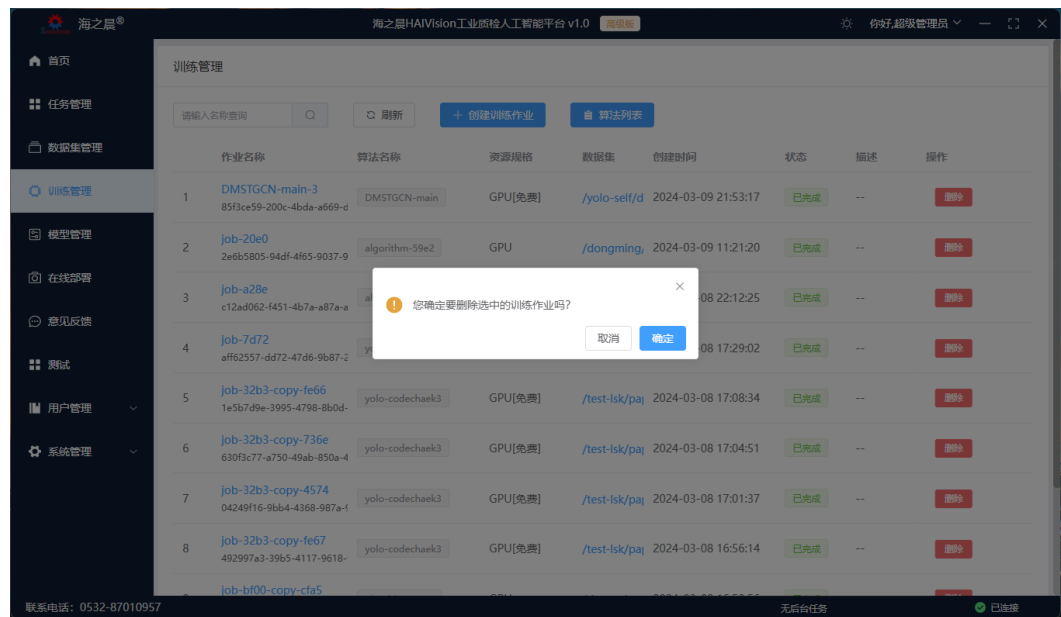 海之晨®
海之晨HAIVision工业质检人工智能平台 v1.0 高级版
你好,超级管理员
首页
任务管理
数据集管理
训练管理
模型管理
在线部署
意见反馈
测试
用户管理
系统管理
训练管理
请输入名称查询 刷新 创建训练作业 算法列表
作业名称 算法名称 资源规格 数据集 创建时间 状态 描述 操作
1 DMSTGCN-main-3 DMSTGCN-main GPU[免费] /yolo-self/d 2024-03-09 21:53:17 已完成 -- 删除
85f3ce59-200c-4bda-a669-d
2 job-20e0 algorithm-59e2 GPU /dongming, 2024-03-09 11:21:20 已完成 -- 删除
2e6b5805-94df-4f65-9037-9
3 job-a28e al -08 22:12:25 已完成 -- 删除
c12ad062-f451-4b7a-a87a-a
您确定要删除选中的训练作业吗?
取消 确定
4 job-7d72 -08 17:29:02 已完成 -- 删除
aff62557-dd72-47d6-9b87-2
5 job-32b3-copy-fe66 yolo-codechaek3 GPU[免费] /test-lsk/pa 2024-03-08 17:08:34 已完成 -- 删除
1e5b7d9e-3995-4798-8b0d-
6 job-32b3-copy-736e yolo-codechaek3 GPU[免费] /test-lsk/pa 2024-03-08 17:04:51 已完成 -- 删除
630f3c77-a750-49ab-850a-4
7 job-32b3-copy-4574 yolo-codechaek3 GPU[免费] /test-lsk/pa 2024-03-08 17:01:37 已完成 -- 删除
04249f16-9bb4-4368-987a-
8 job-32b3-copy-fe67 yolo-codechaek3 GPU[免费] /test-lsk/pa 2024-03-08 16:56:14 已完成 -- 删除
492997a3-39b5-4117-9618-
job-bf00-copy-cfa5
联系电话：0532-87010957 无后台任务 已连接